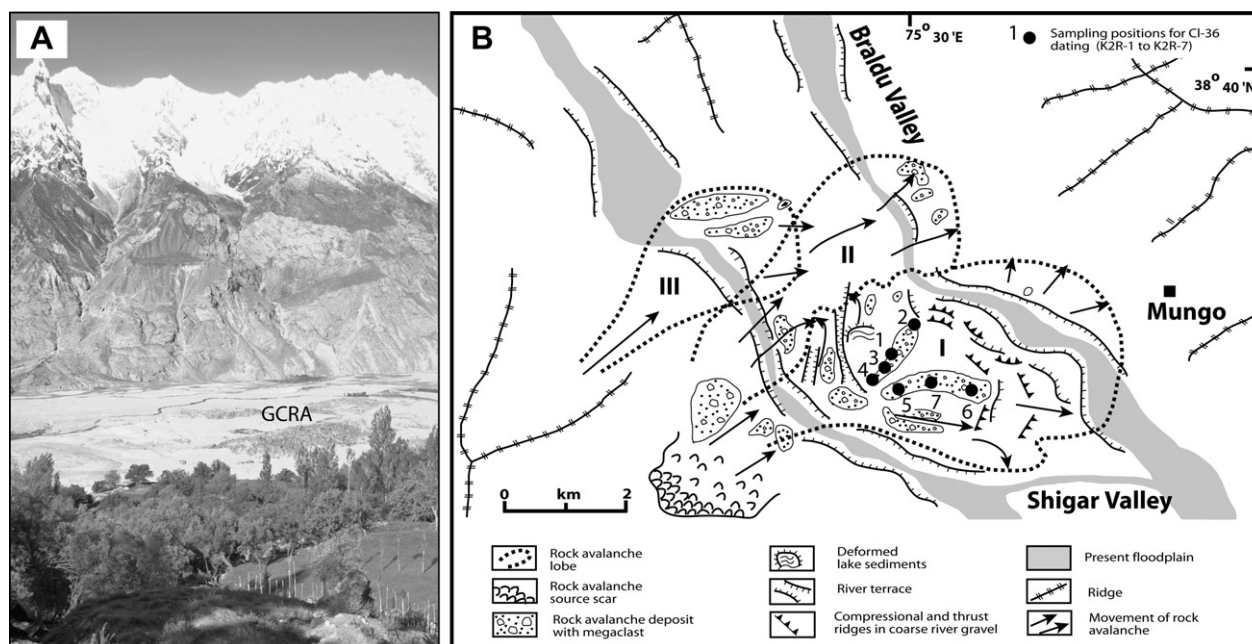 A
GCRA
B
75° 30 'E
1 Sampling positions for Cl-36
dating (K2R-1 to K2R-7)
38° 40 'N
Braldu Valley
II
III
Mungo
2
I
1
3
4
5
7
6
0 km 2
Shigar Valley
Rock avalanche
lobe
Deformed
lake sediments
Present floodplain
Rock avalanche
source scar
River terrace
Ridge
Rock avalanche deposit
with megaclast
Compressional and thrust
ridges in coarse river gravel
Movement of rock
avalanche